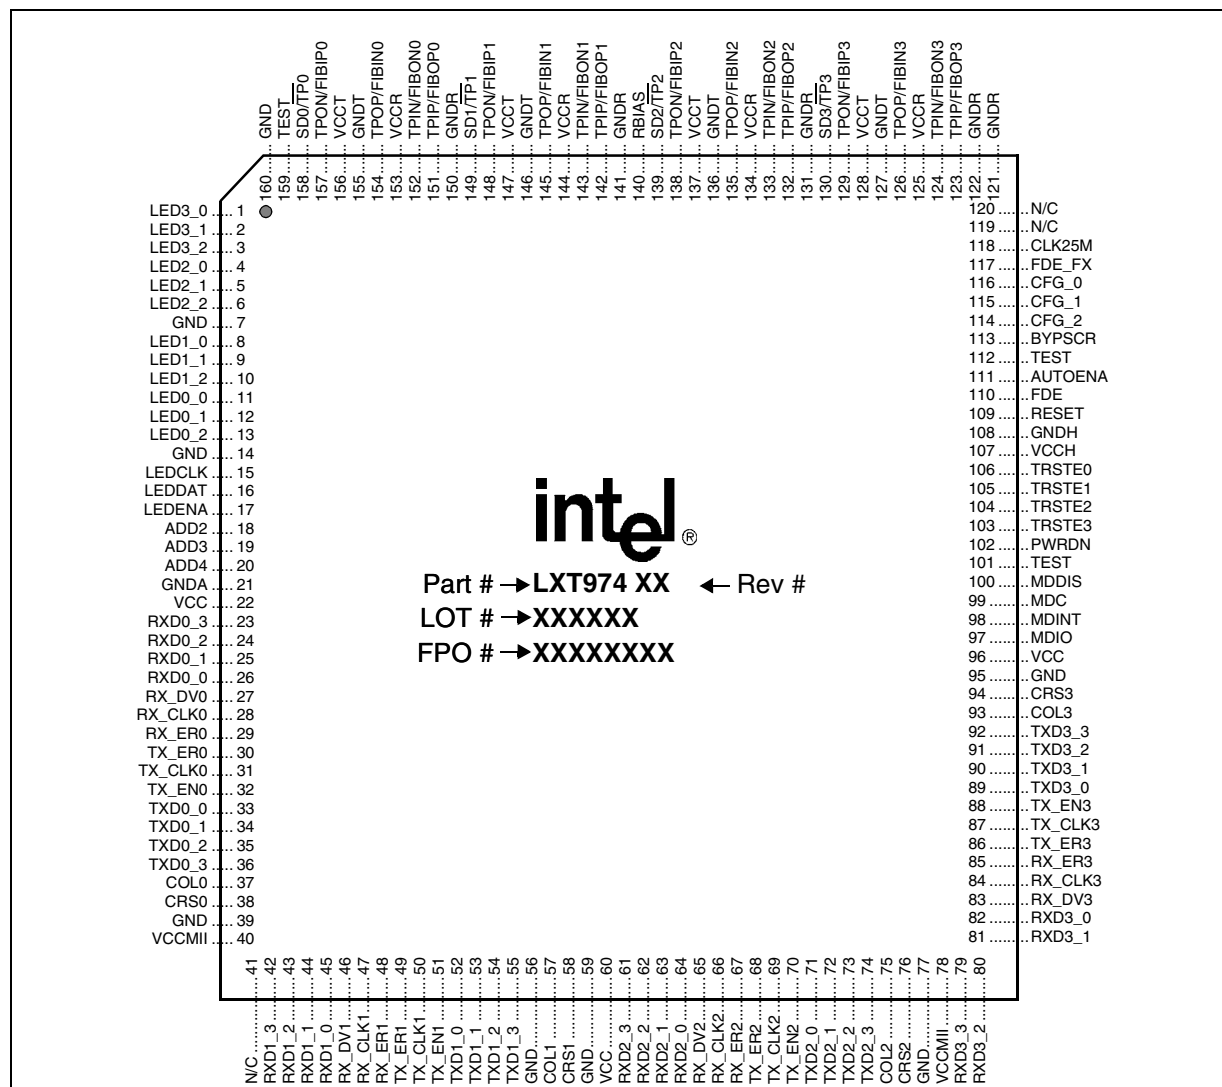 160......GND
159......TEST
158......SD0/TP0
157......TPON/FIBIP0
156......VCCT
155......GNDT
154......TPOP/FIBIN0
153......VCCR
152......TPIN/FIBON0
151......TPIP/FIBOP0
150......GNDR
149......SD1/TP1
148......TPON/FIBIP1
147......VCCT
146......GNDT
145......TPOP/FIBIN1
144......VCCR
143......TPIN/FIBON1
142......TPIP/FIBOP1
141......GNDR
140......RBIAS
139......SD2/TP2
138......TPON/FIBIP2
137......VCCT
136......GNDT
135......TPOP/FIBIN2
134......VCCR
133......TPIN/FIBON2
132......TPIP/FIBOP2
131......GNDR
130......SD3/TP3
129......TPON/FIBIP3
128......VCCT
127......GNDT
126......TPOP/FIBIN3
125......VCCR
124......TPIN/FIBON3
123......TPIP/FIBOP3
122......GNDR
121......GNDR
LED3_0 ..... 1
LED3_1 ..... 2
LED3_2 ..... 3
LED2_0 ..... 4
LED2_1 ..... 5
LED2_2 ..... 6
GND ..... 7
LED1_0 ..... 8
LED1_1 ..... 9
LED1_2 ..... 10
LED0_0 ..... 11
LED0_1 ..... 12
LED0_2 ..... 13
GND ..... 14
LEDCLK ..... 15
LEDDAT ..... 16
LEDENA ..... 17
ADD2 ..... 18
ADD3 ..... 19
ADD4 ..... 20
GNDA ..... 21
VCC ..... 22
RXD0_3 ..... 23
RXD0_2 ..... 24
RXD0_1 ..... 25
RXD0_0 ..... 26
RX_DV0 ..... 27
RX_CLK0 ..... 28
RX_ER0 ..... 29
TX_ER0 ..... 30
TX_CLK0 ..... 31
TX_EN0 ..... 32
TXD0_0 ..... 33
TXD0_1 ..... 34
TXD0_2 ..... 35
TXD0_3 ..... 36
COL0 ..... 37
CRS0 ..... 38
GND ..... 39
VCCMII ..... 40
intel®
Part # LXT974 XX Rev #
LOT # XXXXXX
FPO # XXXXXXXX
120 .......N/C
119 .......N/C
118 .......CLK25M
117 .......FDE_FX
116 .......CFG_0
115 .......CFG_1
114 .......CFG_2
113 .......BYPSCR
112 .......TEST
111 .......AUTOENA
110 .......FDE
109 .......RESET
108 .......GNDH
107 .......VCCH
106 .......TRSTE0
105 .......TRSTE1
104 .......TRSTE2
103 .......TRSTE3
102 .......PWRDN
101 .......TEST
100 .......MDDIS
99 .........MDC
98 .........MDINT
97 .........MDIO
96 .........VCC
95 .........GND
94 .........CRS3
93 .........COL3
92 .........TXD3_3
91 .........TXD3_2
90 .........TXD3_1
89 .........TXD3_0
88 .........TX_EN3
87 .........TX_CLK3
86 .........TX_ER3
85 .........RX_ER3
84 .........RX_CLK3
83 .........RX_DV3
82 .........RXD3_0
81 .........RXD3_1
N/C.........41
RXD1_3.........42
RXD1_2.........43
RXD1_1.........44
RXD1_0.........45
RX_DV1.........46
RX_CLK1.........47
RX_ER1.........48
TX_ER1.........49
TX_CLK1.........50
TX_EN1.........51
TXD1_0.........52
TXD1_1.........53
TXD1_2.........54
TXD1_3.........55
GND.........56
COL1.........57
CRS1.........58
GND.........59
VCC.........60
RXD2_3.........61
RXD2_2.........62
RXD2_1.........63
RXD2_0.........64
RX_DV2.........65
RX_CLK2.........66
RX_ER2.........67
TX_ER2.........68
TX_CLK2.........69
TX_EN2.........70
TXD2_0.........71
TXD2_1.........72
TXD2_2.........73
TXD2_3.........74
COL2.........75
CRS2.........76
GND.........77
VCCMII.........78
RXD3_3.........79
RXD3_2.........80